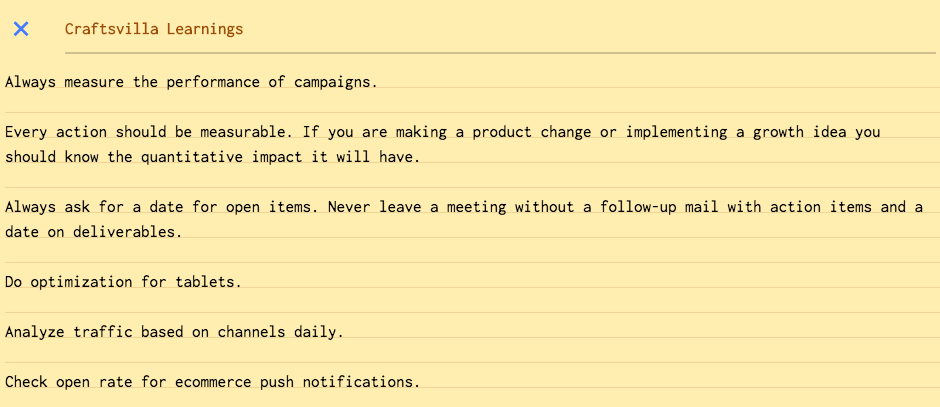 Craftsvilla Learnings
Always measure the performance of campaigns.
Every action should be measurable. If you are making a product change or implementing a growth idea you
should know the quantitative impact it will have.
Always ask for a date for open items. Never leave a meeting without a follow-up mail with action items and a
date on deliverables.
Do optimization for tablets.
Analyze traffic based on channels daily.
Check open rate for ecommerce push notifications.